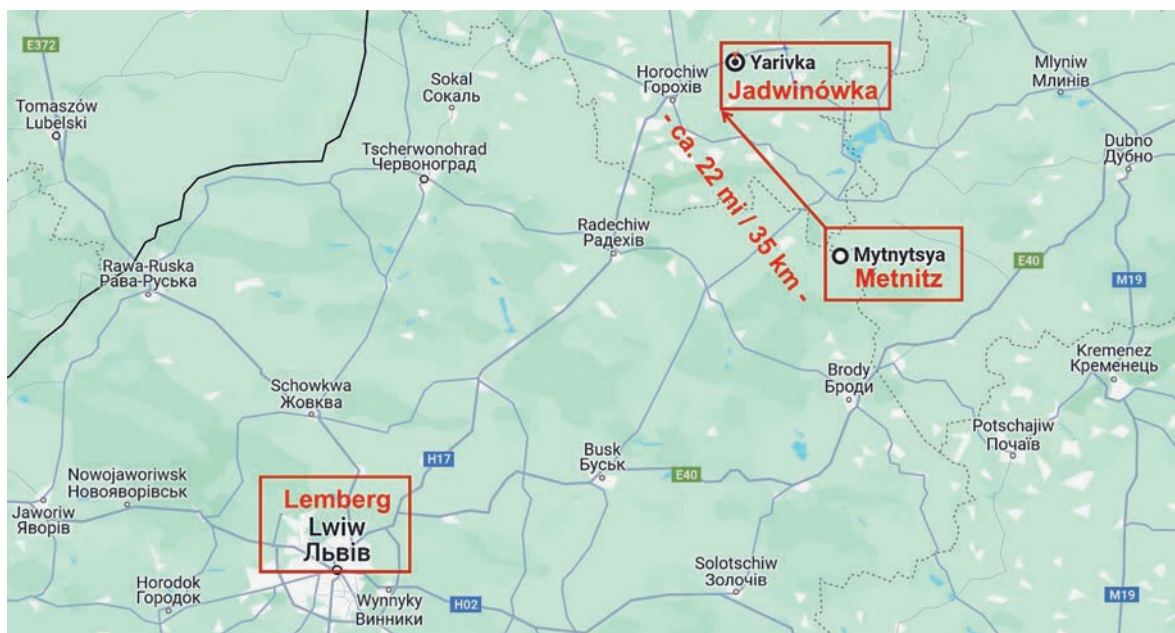 E372
Tomaszów
Lubelski
Sokal
Сокаль
Horochiw
Горохів
Yarivka
Jadwinówka
Mlyniw
Млинів
Dubno
Дубно
Tscherwonohrad
Червоноград
- ca. 22 mi / 35 km -
Radechiw
Радехів
Mytnytsya
Metnitz
E40
M19
Rawa-Ruska
Рава-Руська
Schowkwa
Жовква
Brody
Броди
Kremenez
Кременець
Potschajiw
Почаїв
H17
Busk
Буськ
E40
Nowojaworiwsk
Новояворівськ
Jaworiw
Яворів
Lemberg
Lwiw
Львів
Solotschiw
Золочів
Horodok
Городок
Wynnyky
Винники
H02
M19